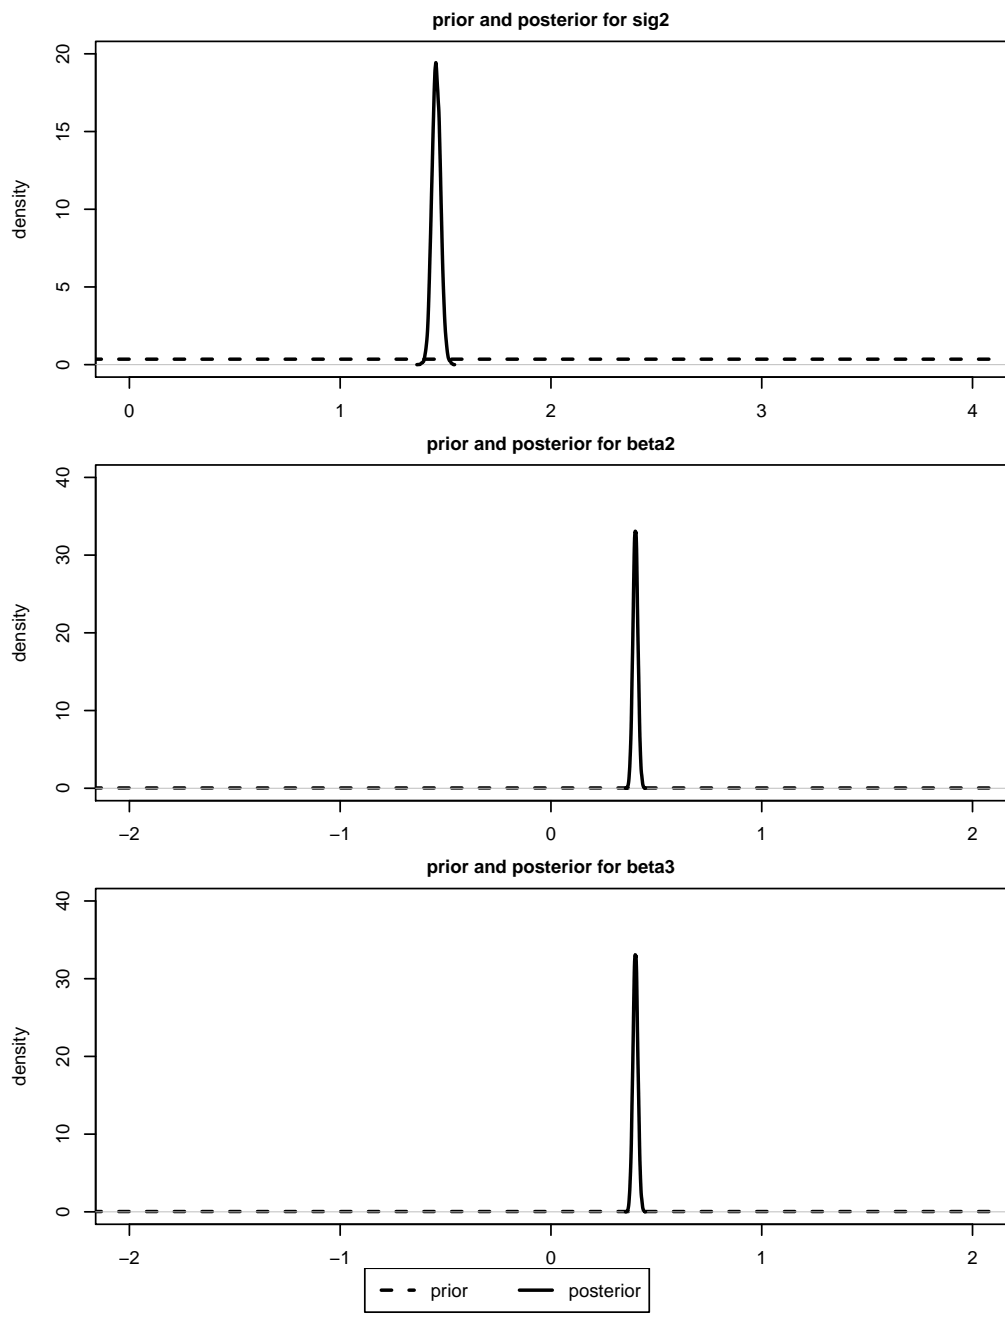 prior and posterior for sig2
density
20
15
10
5
0
0 1 2 3 4
prior and posterior for beta2
density
40
30
20
10
0
−2 −1 0 1 2
prior and posterior for beta3
density
40
30
20
10
0
−2 −1 0 1 2
prior posterior